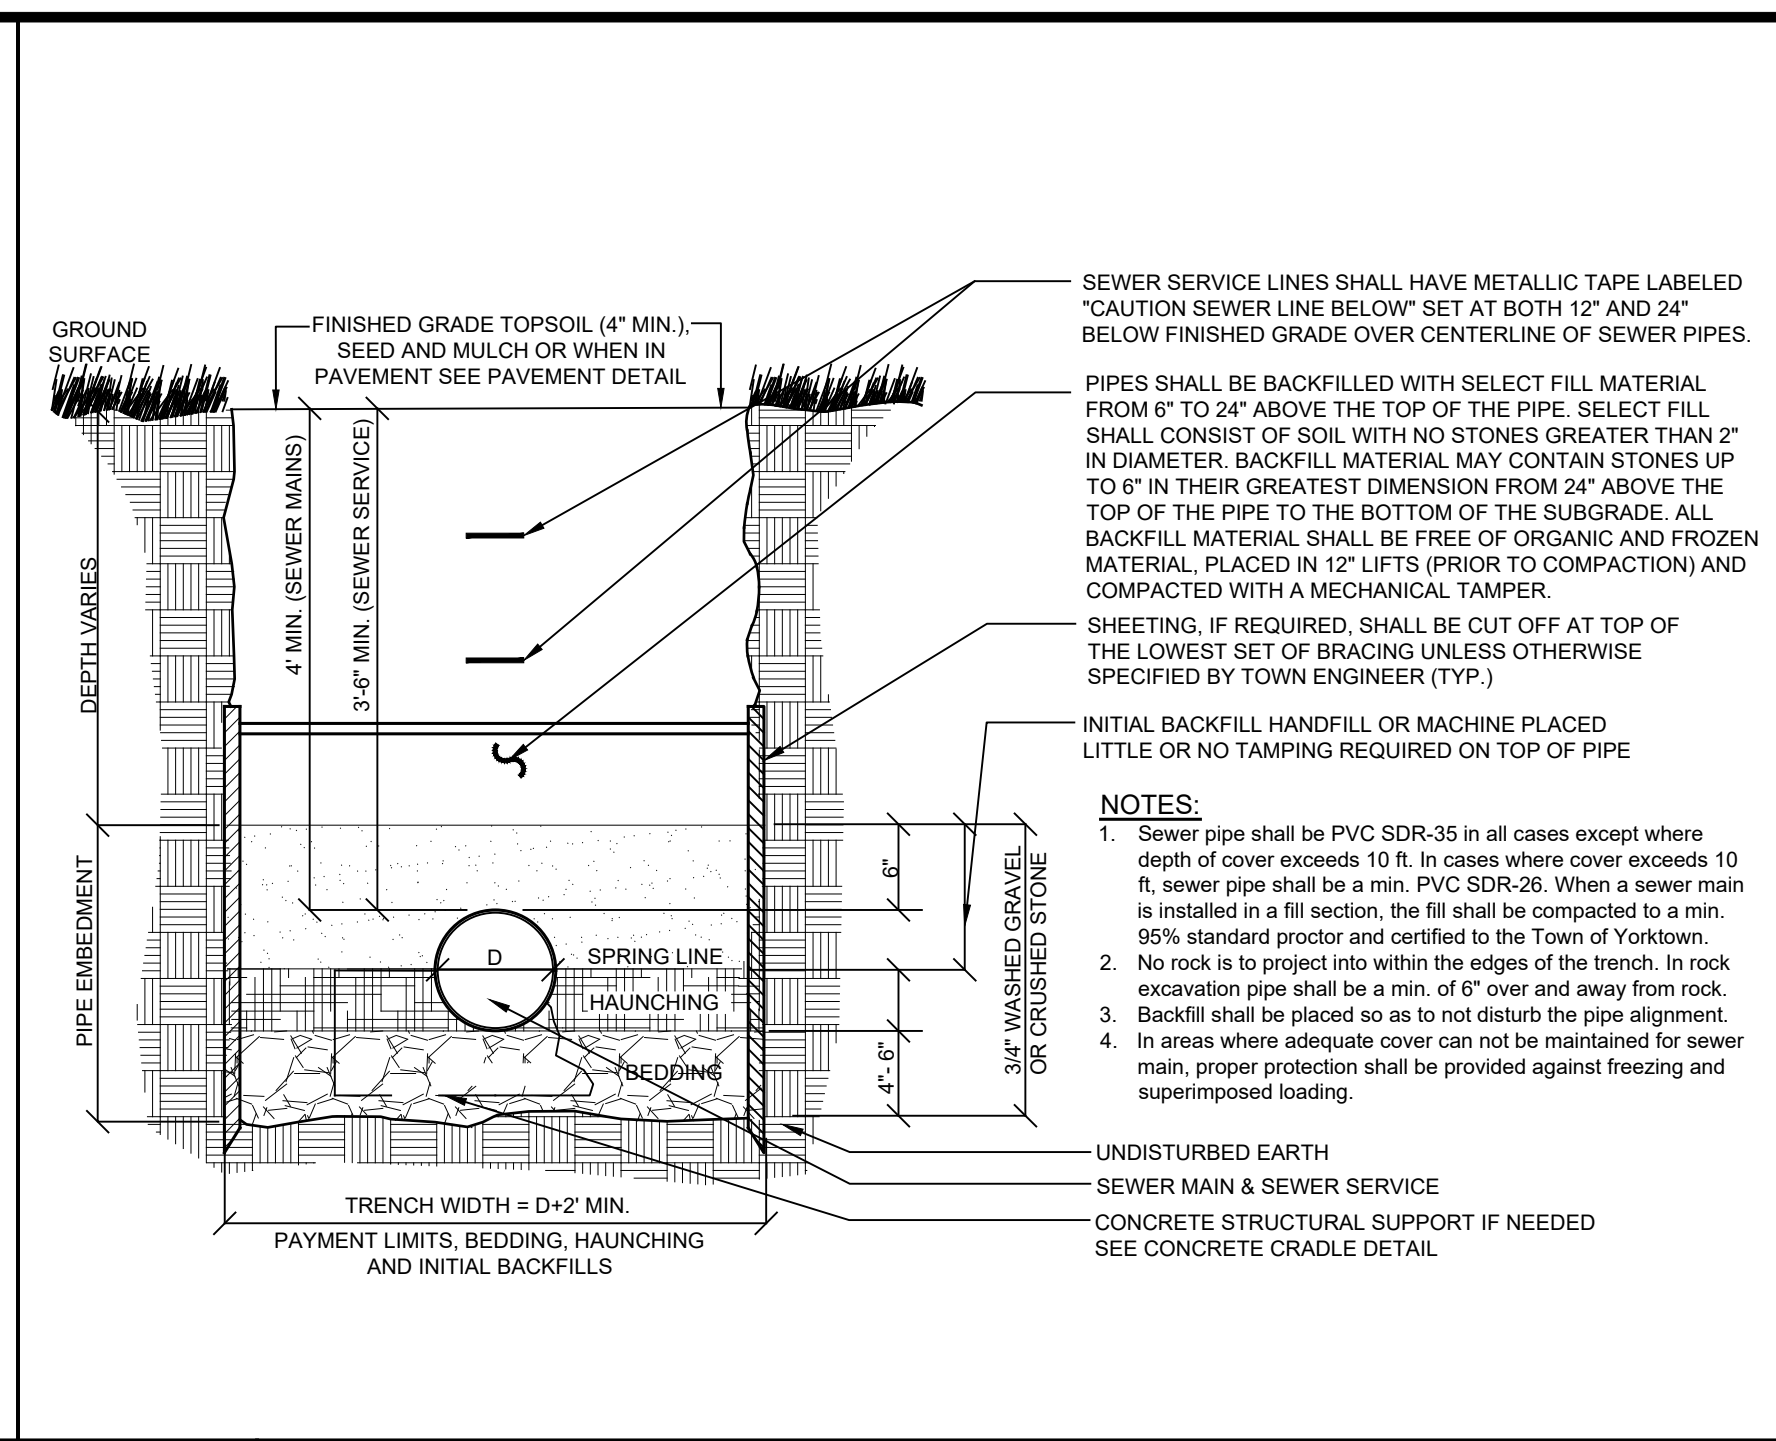 GROUND
SURFACE
FINISHED GRADE TOPSOIL (4" MIN.),
SEED AND MULCH OR WHEN IN
PAVEMENT SEE PAVEMENT DETAIL
DEPTH VARIES
PIPE EMBEDMENT
4' MIN. (SEWER MAINS)
3'-6" MIN. (SEWER SERVICE)
D
SPRING LINE
HAUNCHING
BEDDING
6"
4"- 6"
3/4" WASHED GRAVEL
OR CRUSHED STONE
TRENCH WIDTH = D+2' MIN.
PAYMENT LIMITS, BEDDING, HAUNCHING
AND INITIAL BACKFILLS
SEWER SERVICE LINES SHALL HAVE METALLIC TAPE LABELED
"CAUTION SEWER LINE BELOW" SET AT BOTH 12" AND 24"
BELOW FINISHED GRADE OVER CENTERLINE OF SEWER PIPES.
PIPES SHALL BE BACKFILLED WITH SELECT FILL MATERIAL
FROM 6" TO 24" ABOVE THE TOP OF THE PIPE. SELECT FILL
SHALL CONSIST OF SOIL WITH NO STONES GREATER THAN 2"
IN DIAMETER. BACKFILL MATERIAL MAY CONTAIN STONES UP
TO 6" IN THEIR GREATEST DIMENSION FROM 24" ABOVE THE
TOP OF THE PIPE TO THE BOTTOM OF THE SUBGRADE. ALL
BACKFILL MATERIAL SHALL BE FREE OF ORGANIC AND FROZEN
MATERIAL, PLACED IN 12" LIFTS (PRIOR TO COMPACTION) AND
COMPACTED WITH A MECHANICAL TAMPER.
SHEETING, IF REQUIRED, SHALL BE CUT OFF AT TOP OF
THE LOWEST SET OF BRACING UNLESS OTHERWISE
SPECIFIED BY TOWN ENGINEER (TYP.)
INITIAL BACKFILL HANDFILL OR MACHINE PLACED
LITTLE OR NO TAMPING REQUIRED ON TOP OF PIPE
NOTES:
1. Sewer pipe shall be PVC SDR-35 in all cases except where
depth of cover exceeds 10 ft. In cases where cover exceeds 10
ft, sewer pipe shall be a min. PVC SDR-26. When a sewer main
is installed in a fill section, the fill shall be compacted to a min.
95% standard proctor and certified to the Town of Yorktown.
2. No rock is to project into within the edges of the trench. In rock
excavation pipe shall be a min. of 6" over and away from rock.
3. Backfill shall be placed so as to not disturb the pipe alignment.
4. In areas where adequate cover can not be maintained for sewer
main, proper protection shall be provided against freezing and
superimposed loading.
UNDISTURBED EARTH
SEWER MAIN & SEWER SERVICE
CONCRETE STRUCTURAL SUPPORT IF NEEDED
SEE CONCRETE CRADLE DETAIL